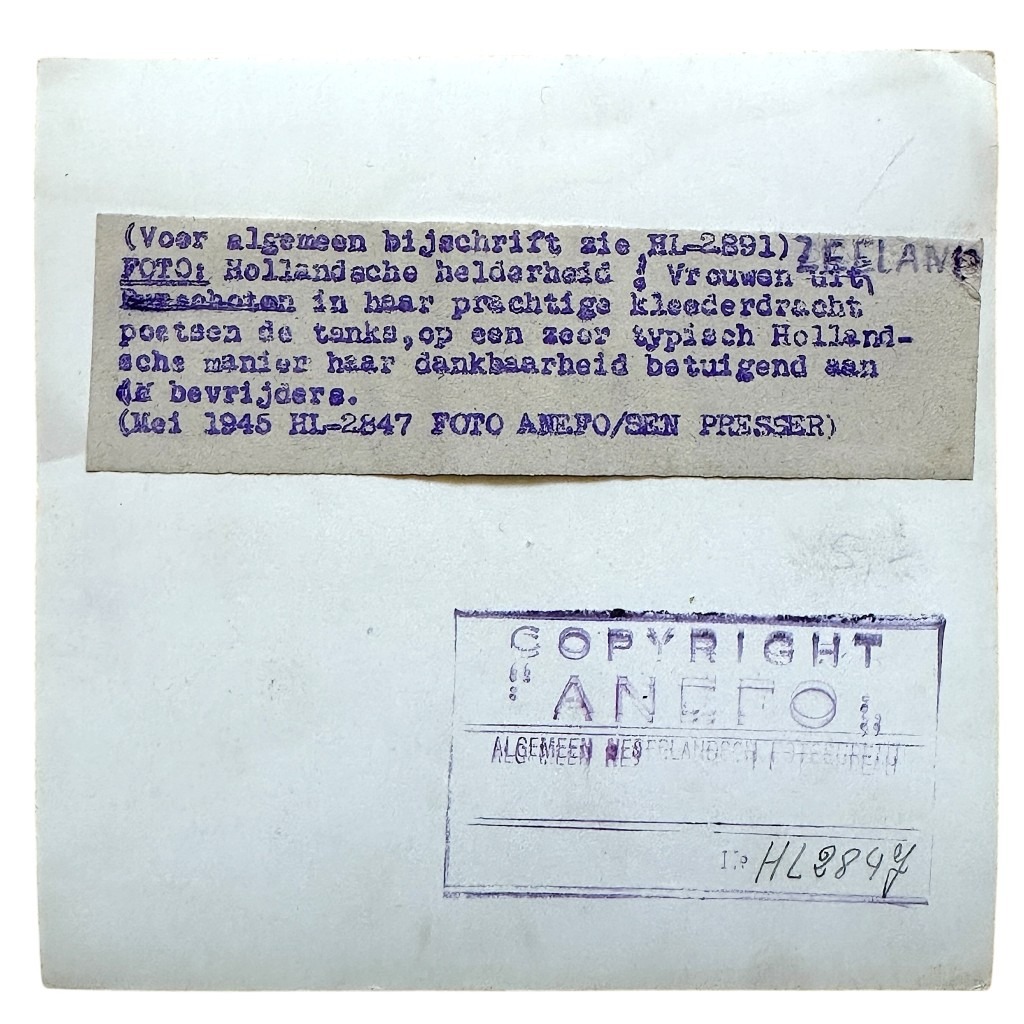 (Voor algemeen bijschrift zie HL-2891) ZEELAND
FOTO: Hollandsche helderheid ! Vrouwen uit
Bunschoten in haar prachtige kleederdracht
poetsen de tanks, op een zeer typisch Holland-
sche manier haar dankbaarheid betuigend aan
de bevrijders.
(Mei 1945 HL-2847 FOTO ANEFO/SEN PRESSER)
COPYRIGHT
"ANEFO"
ALGEMEEN NEDERLANDSCH FOTOBUREAU
No HL2847